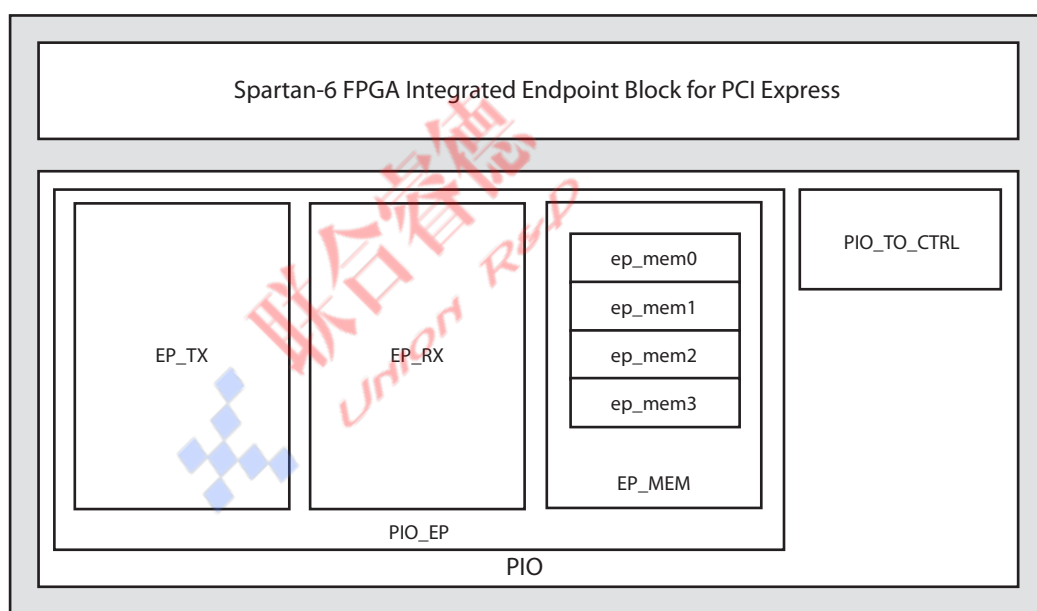 Spartan-6 FPGA Integrated Endpoint Block for PCI Express
PIO_TO_CTRL
ep_mem0
ep_mem1
ep_mem2
ep_mem3
EP_TX
EP_RX
EP_MEM
PIO_EP
PIO
联合睿德
Union R&D